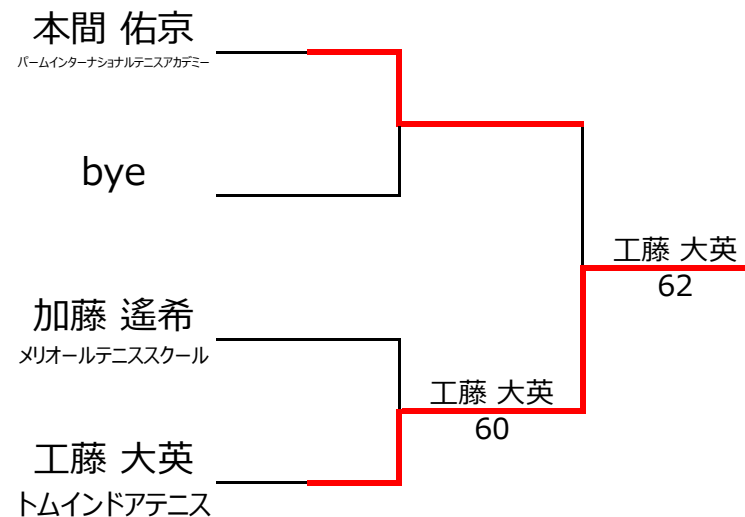 本間 佑京
パームインターナショナルテニスアカデミー
bye
工藤 大英
62
加藤 遙希
メリオールテニススクール
工藤 大英
60
工藤 大英
トムインドアテニス